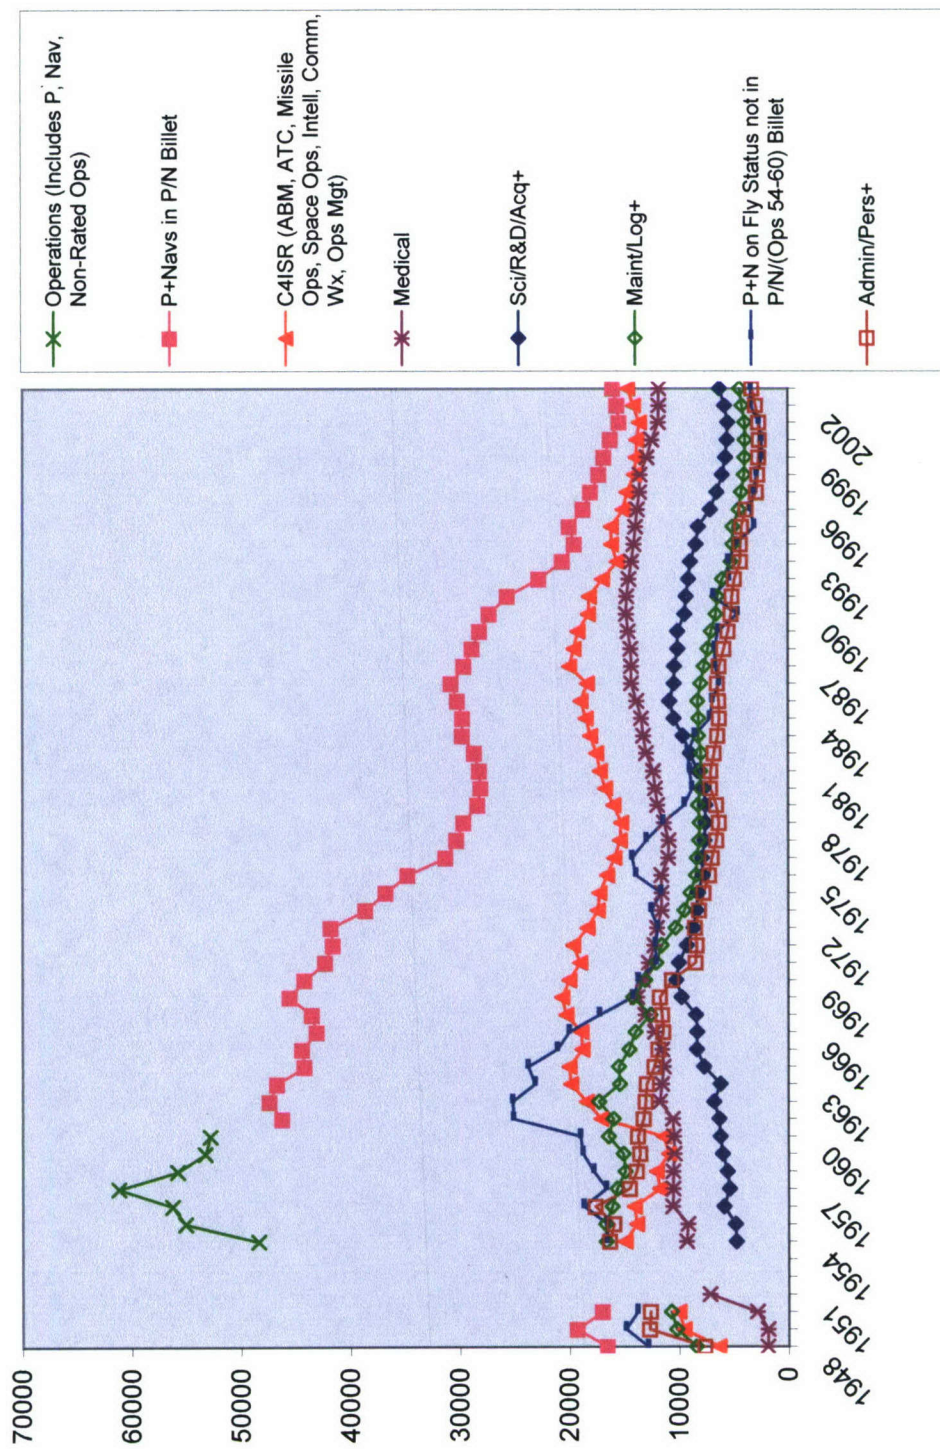 70000
60000
50000
40000
30000
20000
10000
0
1948
1951
1954
1957
1960
1963
1966
1969
1972
1975
1978
1981
1984
1987
1990
1993
1996
1999
2002
Operations (Includes P, Nav,
Non-Rated Ops)
P+Navs in P/N Billet
C4ISR (ABM, ATC, Missile
Ops, Space Ops, Intell, Comm,
Wx, Ops Mgt)
Medical
Sci/R&D/Acq+
Maint/Log+
P+N on Fly Status not in
P/N/(Ops 54-60) Billet
Admin/Pers+